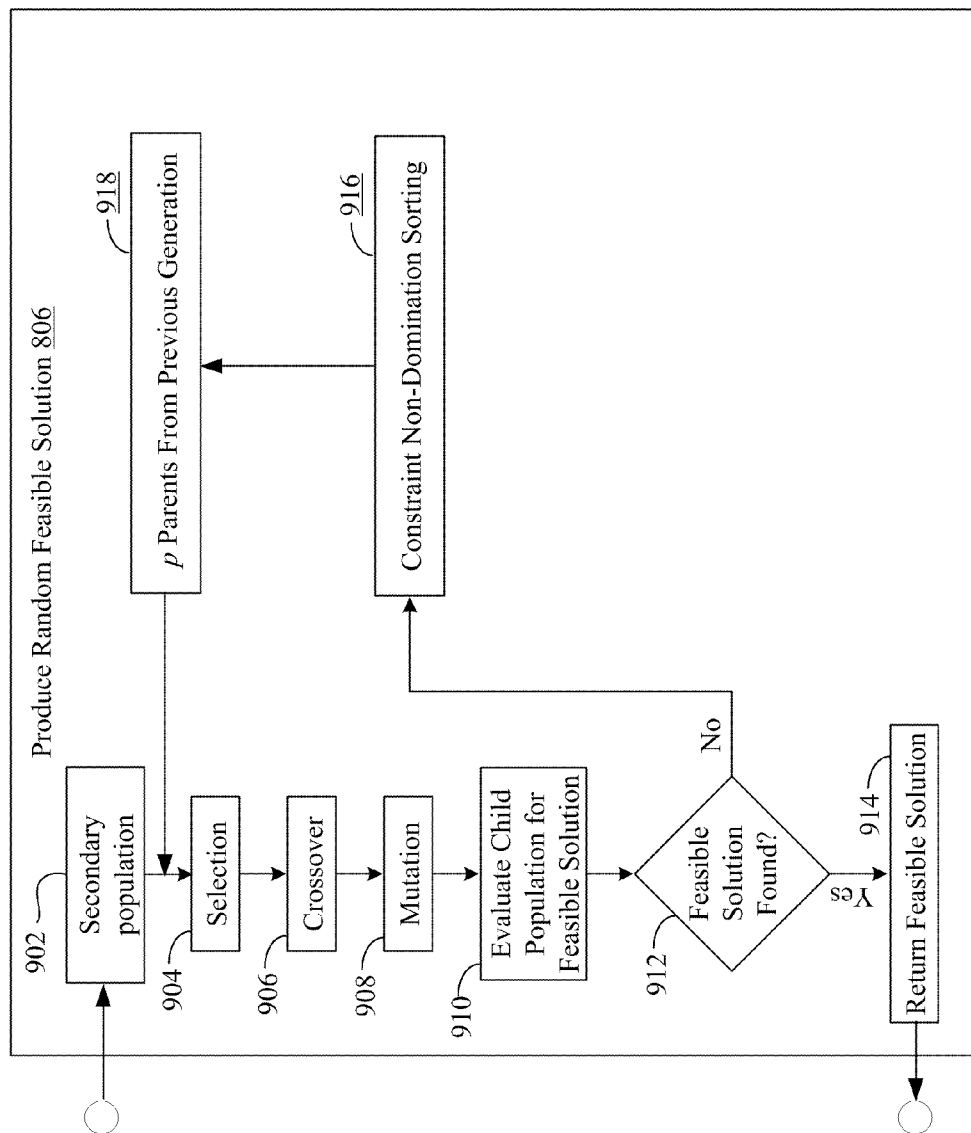 Produce Random Feasible Solution 806
902
Secondary
population
904
Selection
906
Crossover
908
Mutation
910
Evaluate Child
Population for
Feasible Solution
912
Feasible
Solution
Found?
No
Yes
914
Return Feasible Solution
916
Constraint Non-Domination Sorting
918
p Parents From Previous Generation